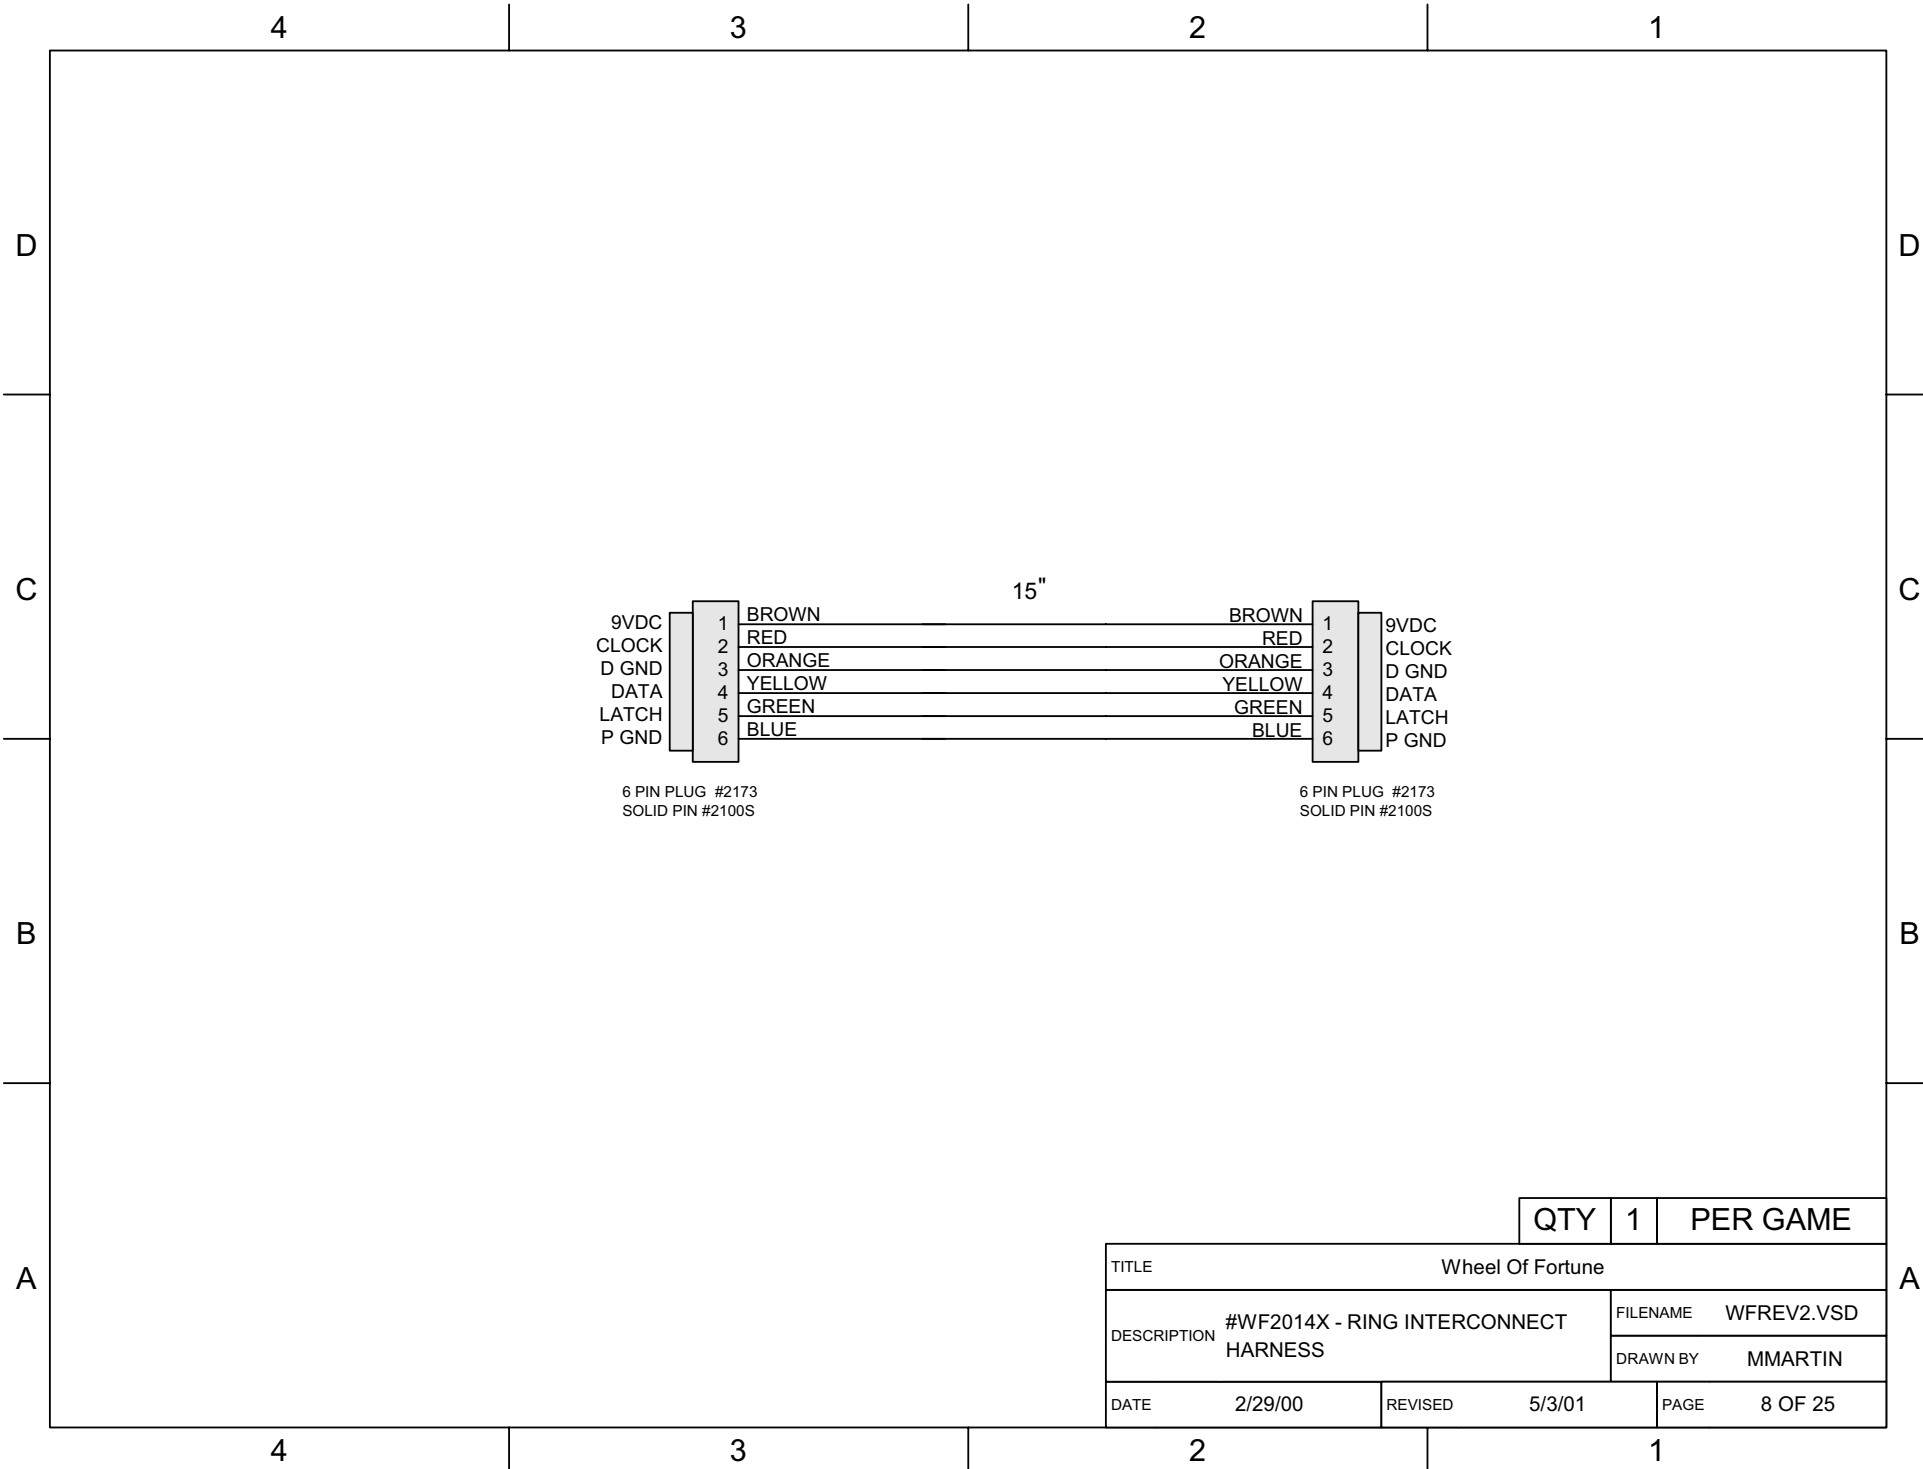 4 3 2 1
D D
15"
C C
9VDC 1 BROWN BROWN 1 9VDC
CLOCK 2 RED RED 2 CLOCK
D GND 3 ORANGE ORANGE 3 D GND
DATA 4 YELLOW YELLOW 4 DATA
LATCH 5 GREEN GREEN 5 LATCH
P GND 6 BLUE BLUE 6 P GND
6 PIN PLUG #2173 6 PIN PLUG #2173
SOLID PIN #2100S SOLID PIN #2100S
B B
QTY 1 PER GAME
A A
TITLE Wheel Of Fortune
DESCRIPTION #WF2014X - RING INTERCONNECT
HARNESS
FILENAME WFREV2.VSD
DRAWN BY MMARTIN
DATE 2/29/00 REVISED 5/3/01 PAGE 8 OF 25
4 3 2 1